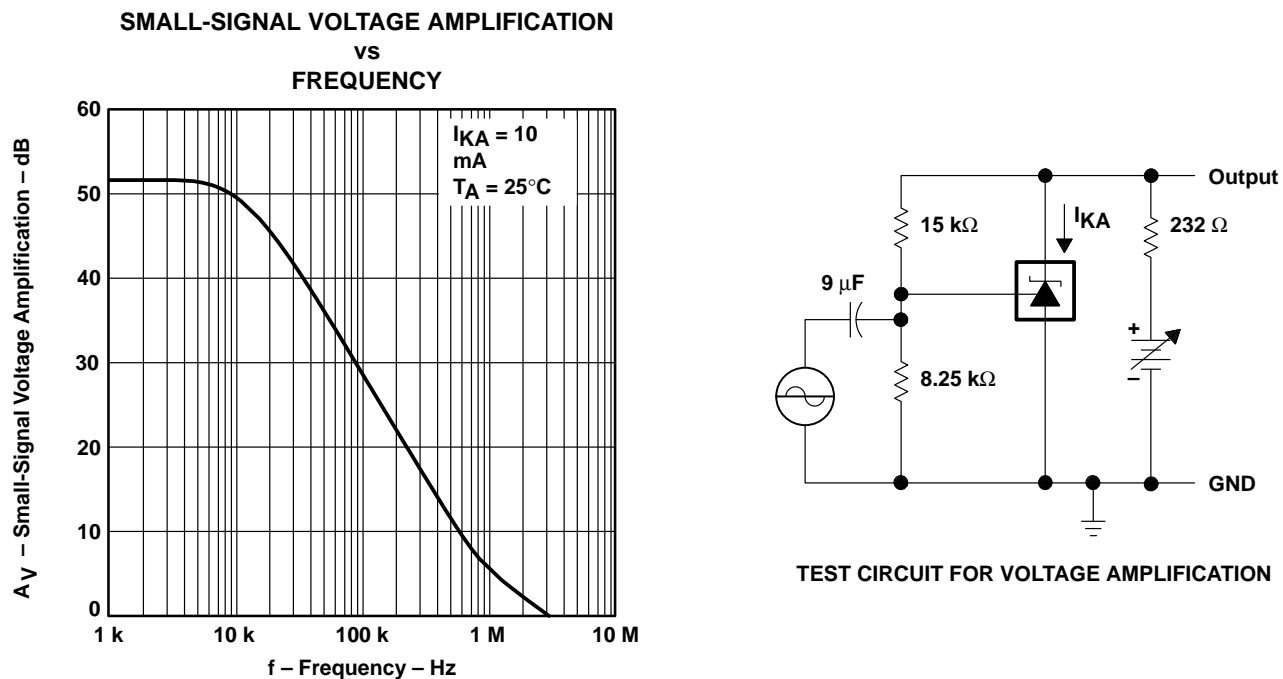 SMALL-SIGNAL VOLTAGE AMPLIFICATION
vs
FREQUENCY
A V – Small-Signal Voltage Amplification – dB
60
50
40
30
20
10
0
IKA = 10
mA
TA = 25°C
1 k
10 k
100 k
1 M
10 M
f – Frequency – Hz
Output
15 kΩ
IKA
232 Ω
9 μF
+
–
8.25 kΩ
GND
TEST CIRCUIT FOR VOLTAGE AMPLIFICATION